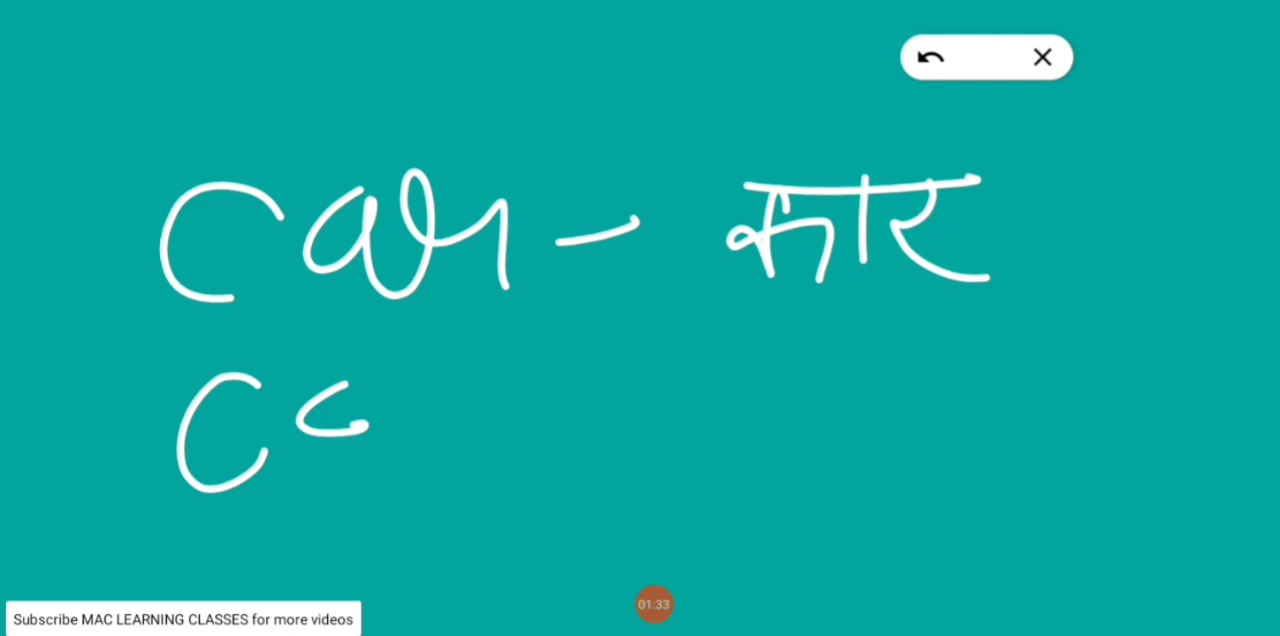 Car - कार
C
01:33
Subscribe MAC LEARNING CLASSES for more videos